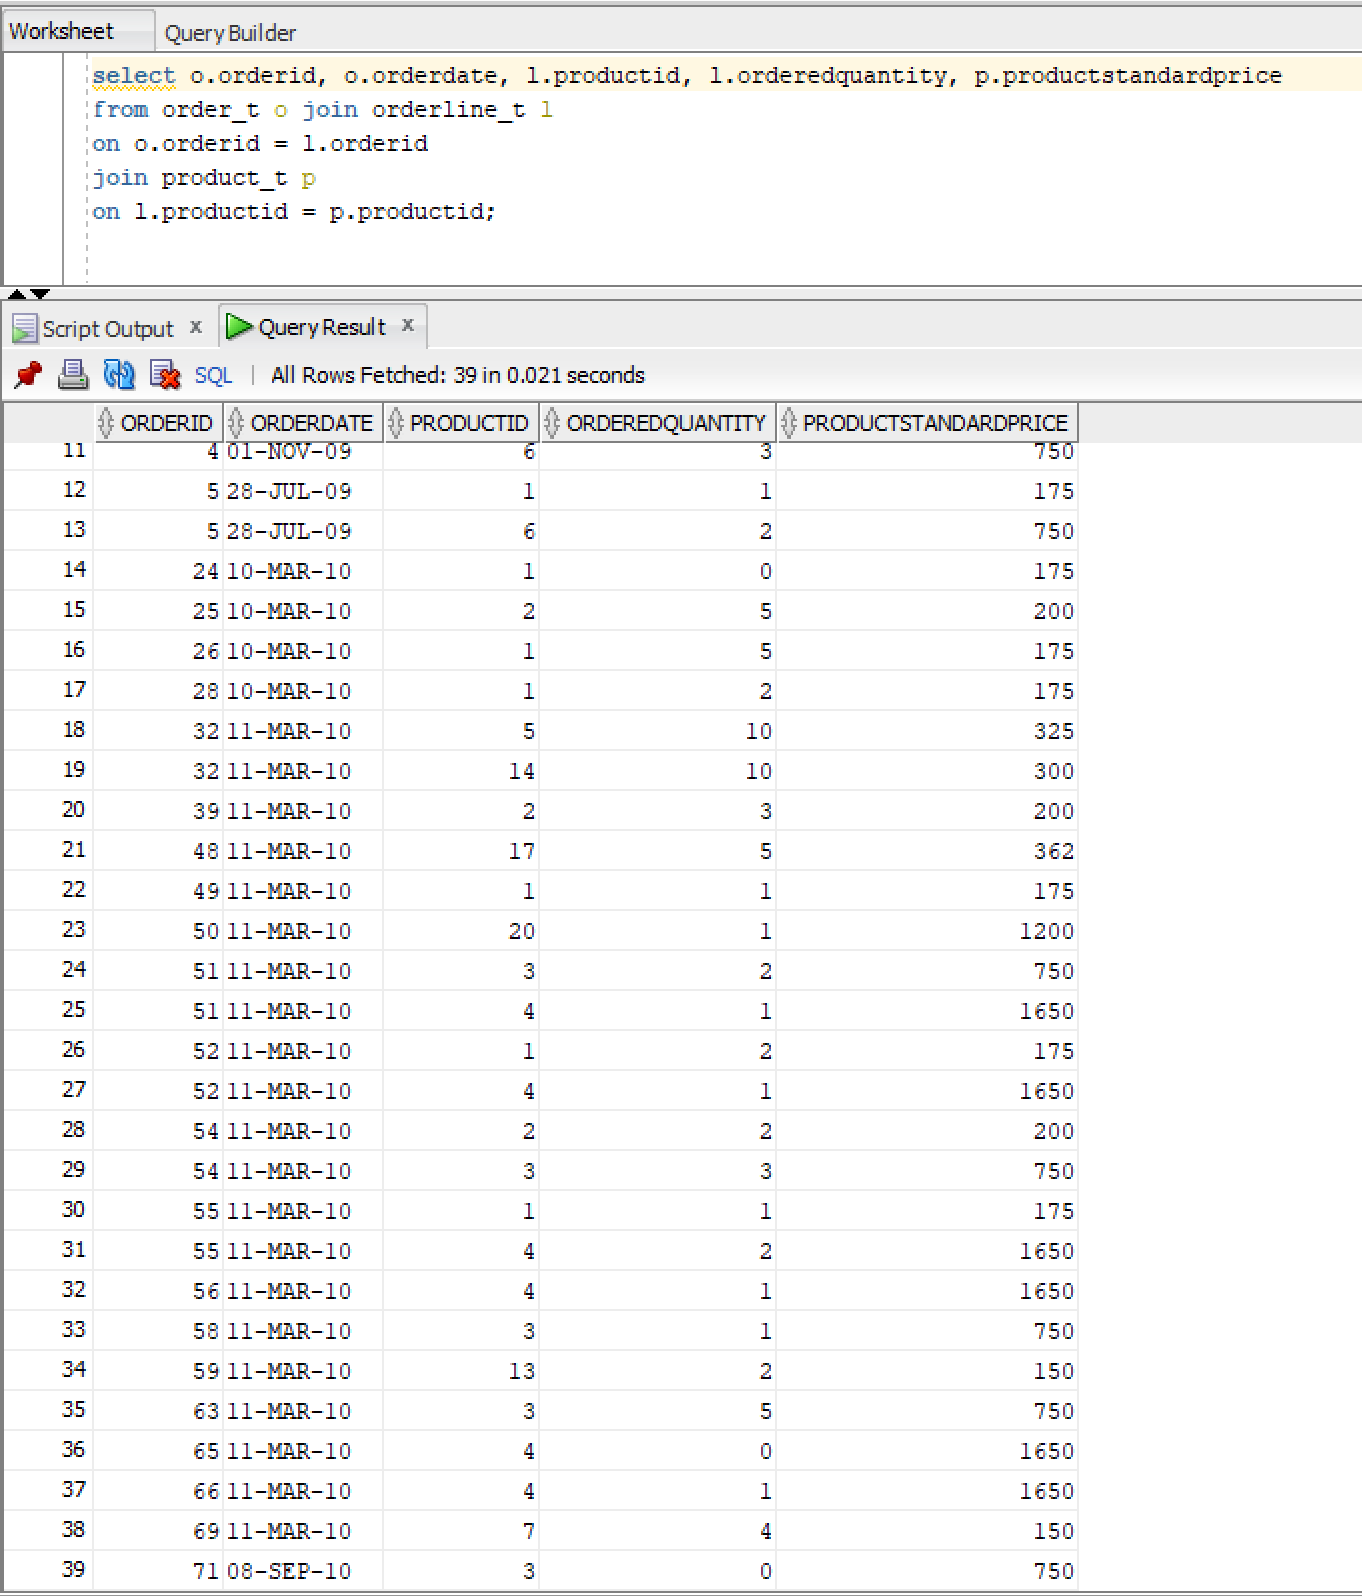 Worksheet Query Builder
select o.orderid, o.orderdate, l.productid, l.orderedquantity, p.productstandardprice
from order_t o join orderline_t l
on o.orderid = l.orderid
join product_t p
on l.productid = p.productid;
Script Output x Query Result x
SQL | All Rows Fetched: 39 in 0.021 seconds
ORDERID ORDERDATE PRODUCTID ORDEREDQUANTITY PRODUCTSTANDARDPRICE
11 4 01-NOV-09 6 3 750
12 5 28-JUL-09 1 1 175
13 5 28-JUL-09 6 2 750
14 24 10-MAR-10 1 0 175
15 25 10-MAR-10 2 5 200
16 26 10-MAR-10 1 5 175
17 28 10-MAR-10 1 2 175
18 32 11-MAR-10 5 10 325
19 32 11-MAR-10 14 10 300
20 39 11-MAR-10 2 3 200
21 48 11-MAR-10 17 5 362
22 49 11-MAR-10 1 1 175
23 50 11-MAR-10 20 1 1200
24 51 11-MAR-10 3 2 750
25 51 11-MAR-10 4 1 1650
26 52 11-MAR-10 1 2 175
27 52 11-MAR-10 4 1 1650
28 54 11-MAR-10 2 2 200
29 54 11-MAR-10 3 3 750
30 55 11-MAR-10 1 1 175
31 55 11-MAR-10 4 2 1650
32 56 11-MAR-10 4 1 1650
33 58 11-MAR-10 3 1 750
34 59 11-MAR-10 13 2 150
35 63 11-MAR-10 3 5 750
36 65 11-MAR-10 4 0 1650
37 66 11-MAR-10 4 1 1650
38 69 11-MAR-10 7 4 150
39 71 08-SEP-10 3 0 750